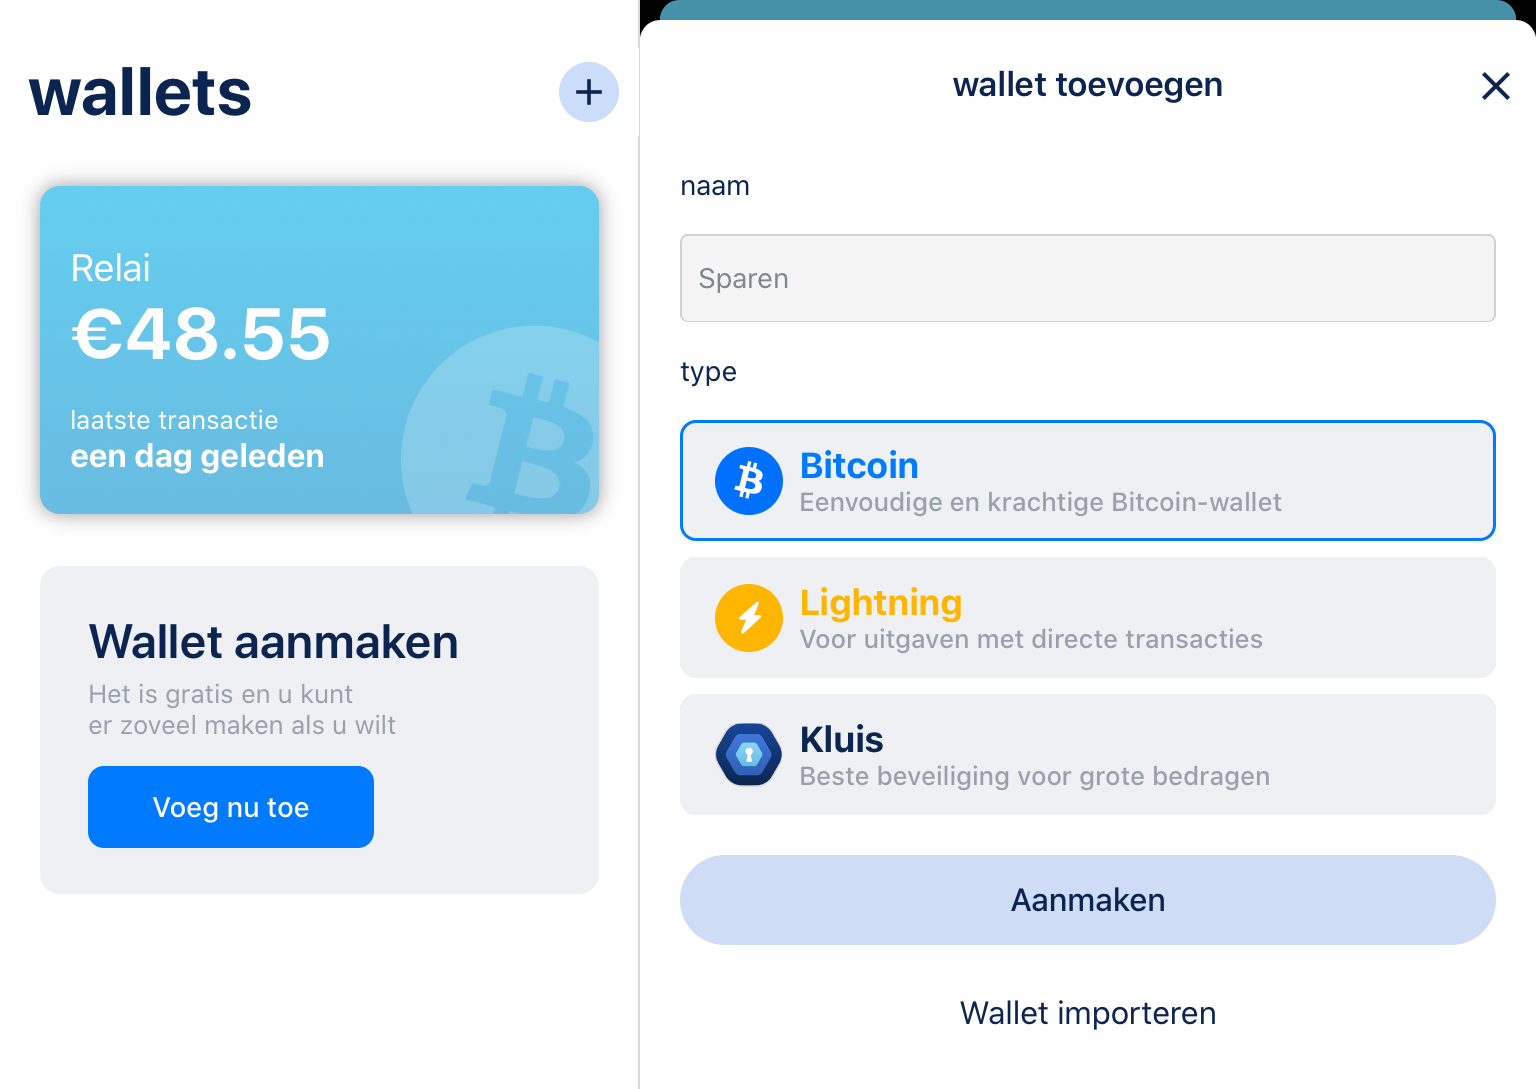 wallets
Relai
€48.55
laatste transactie
een dag geleden
Wallet aanmaken
Het is gratis en u kunt
er zoveel maken als u wilt
Voeg nu toe
wallet toevoegen
naam
Sparen
type
Bitcoin
Eenvoudige en krachtige Bitcoin-wallet
Lightning
Voor uitgaven met directe transacties
Kluis
Beste beveiliging voor grote bedragen
Aanmaken
Wallet importeren